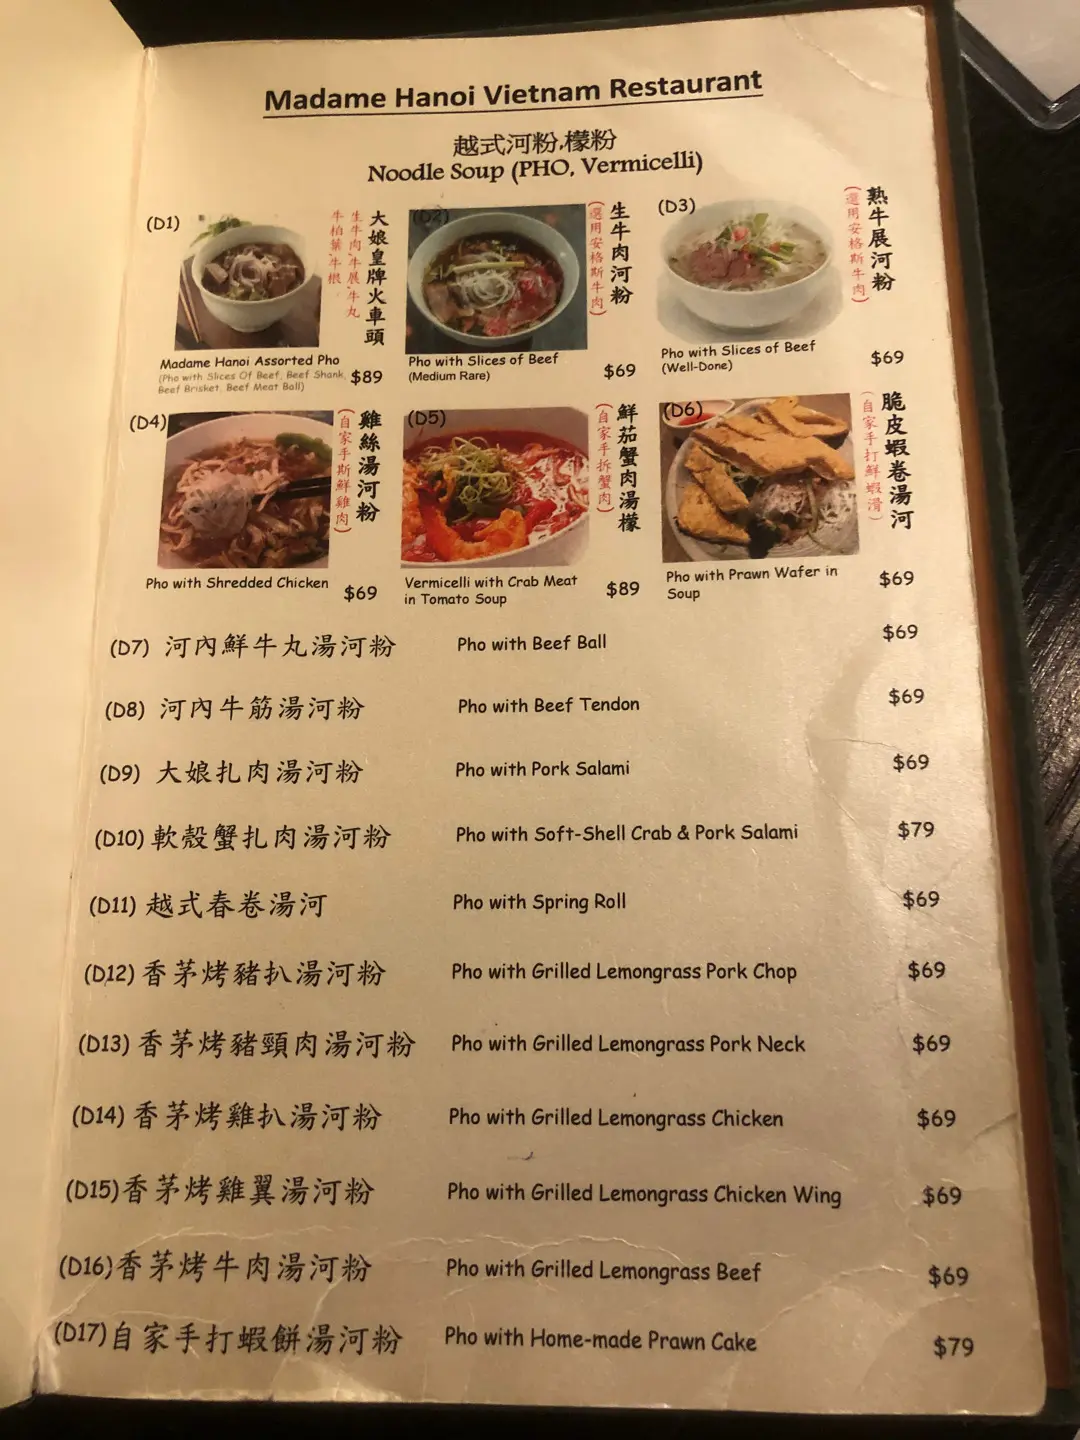 Madame Hanoi Vietnam Restaurant
越式河粉,檬粉
Noodle Soup (PHO, Vermicelli)
(D1)
大娘皇牌火車頭
生牛肉,牛展,牛丸
牛柏葉,牛根
Madame Hanoi Assorted Pho
(Pho with Slices Of Beef, Beef Shank,
Beef Brisket, Beef Meat Ball)
$89
(D2)
生牛肉河粉
(選用安格斯牛肉)
Pho with Slices of Beef
(Medium Rare)
$69
(D3)
熟牛展河粉
(選用安格斯牛肉)
Pho with Slices of Beef
(Well-Done)
$69
(D4)
雞絲湯河粉
(自家手斯鮮雞肉)
Pho with Shredded Chicken
$69
(D5)
鮮茄蟹肉湯檬
(自家手拆蟹肉)
Vermicelli with Crab Meat
in Tomato Soup
$89
(D6)
脆皮蝦卷湯河
(自家手打鮮蝦滑)
Pho with Prawn Wafer in
Soup
$69
(D7) 河內鮮牛丸湯河粉 Pho with Beef Ball $69
(D8) 河內牛筋湯河粉 Pho with Beef Tendon $69
(D9) 大娘扎肉湯河粉 Pho with Pork Salami $69
(D10) 軟殼蟹扎肉湯河粉 Pho with Soft-Shell Crab & Pork Salami $79
(D11) 越式春卷湯河 Pho with Spring Roll $69
(D12) 香茅烤豬扒湯河粉 Pho with Grilled Lemongrass Pork Chop $69
(D13) 香茅烤豬頸肉湯河粉 Pho with Grilled Lemongrass Pork Neck $69
(D14) 香茅烤雞扒湯河粉 Pho with Grilled Lemongrass Chicken $69
(D15) 香茅烤雞翼湯河粉 Pho with Grilled Lemongrass Chicken Wing $69
(D16) 香茅烤牛肉湯河粉 Pho with Grilled Lemongrass Beef $69
(D17) 自家手打蝦餅湯河粉 Pho with Home-made Prawn Cake $79